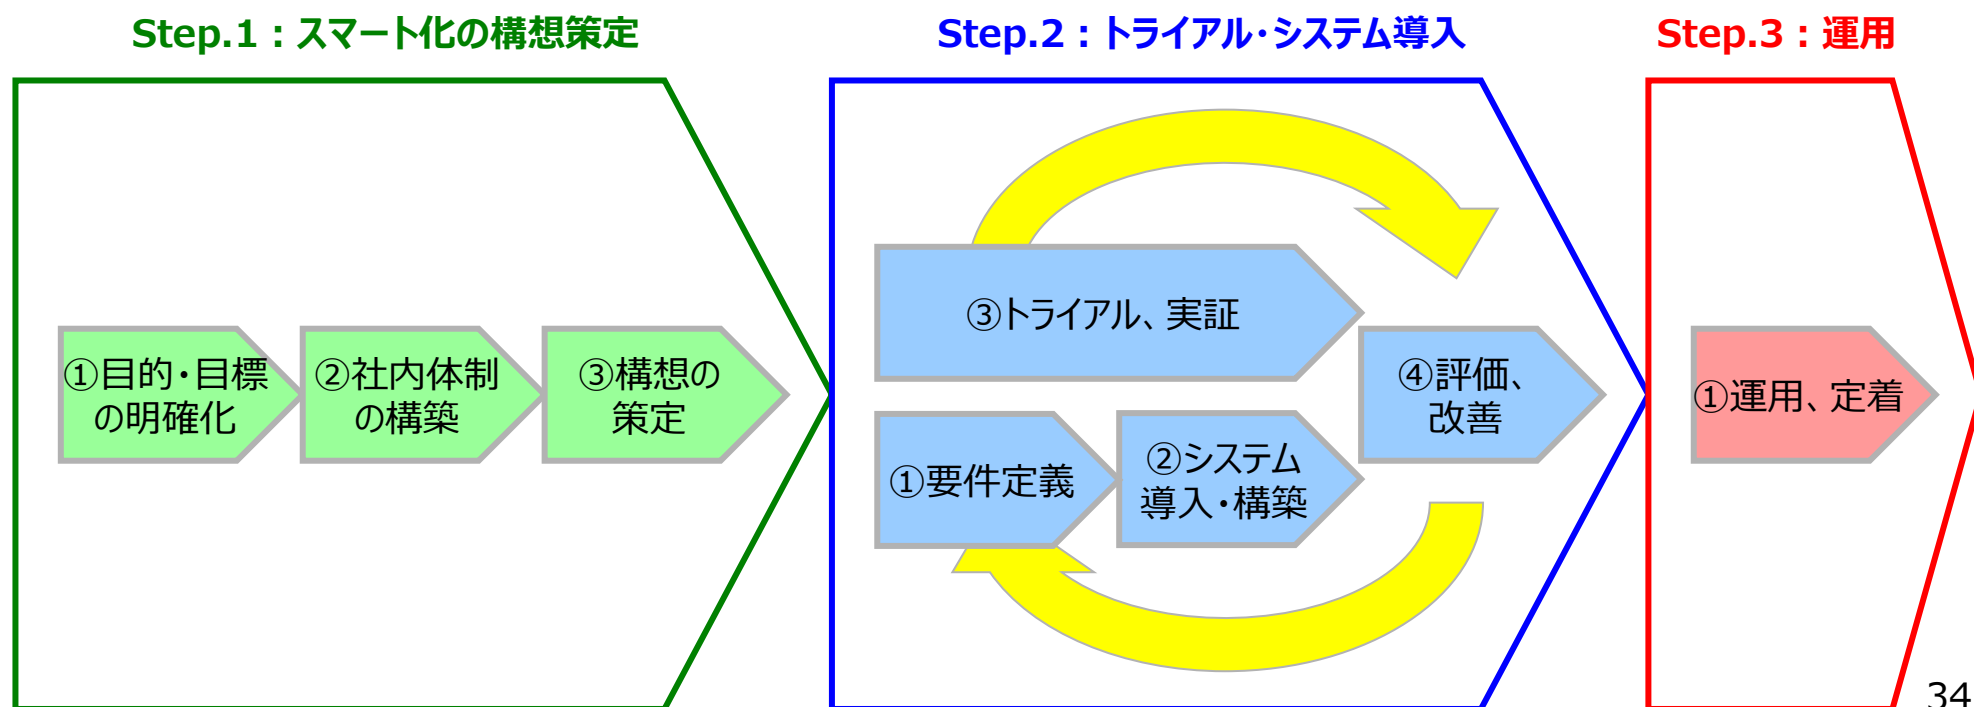 Step.1：スマート化の構想策定
①目的・目標
の明確化
②社内体制
の構築
③構想の
策定
Step.2：トライアル・システム導入
③トライアル、実証
①要件定義
②システム
導入・構築
④評価、
改善
Step.3：運用
①運用、定着
34